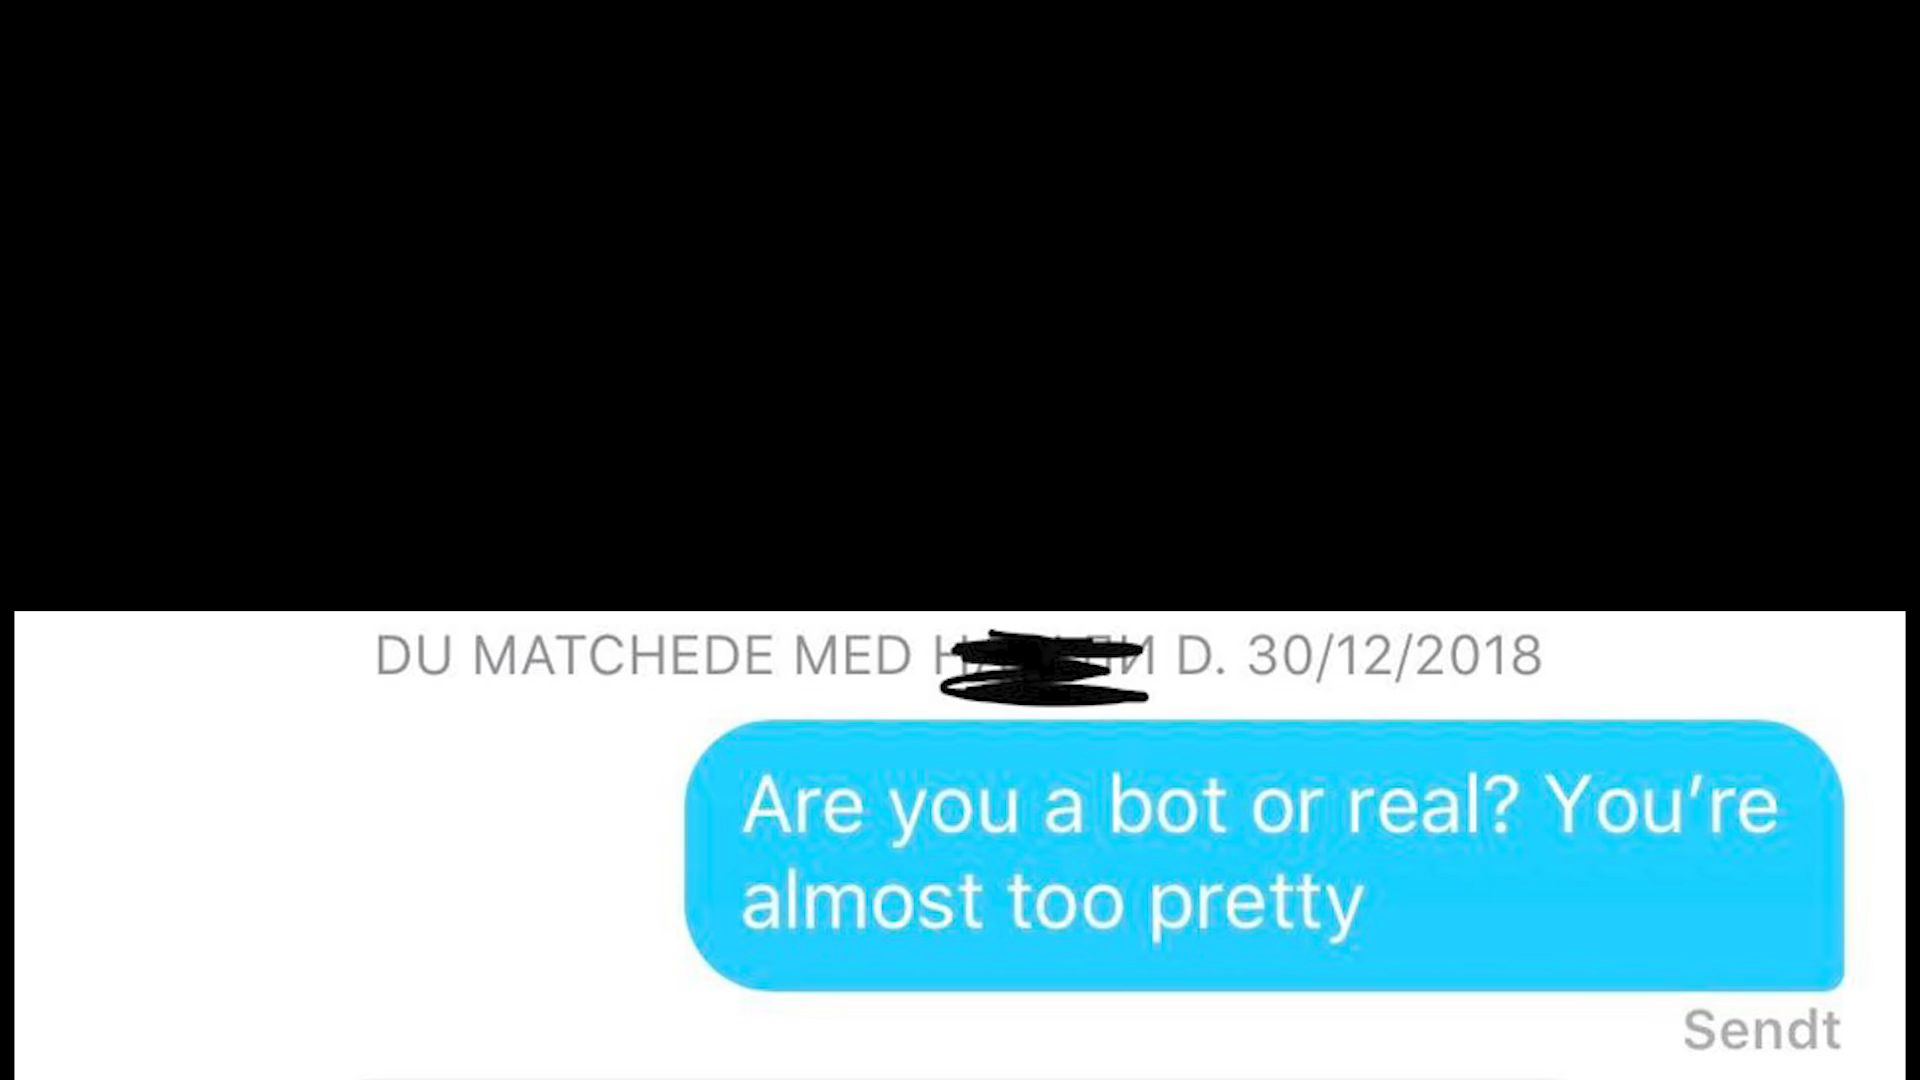 DU MATCHEDE MED D. 30/12/2018
Are you a bot or real? You’re
almost too pretty
Sendt